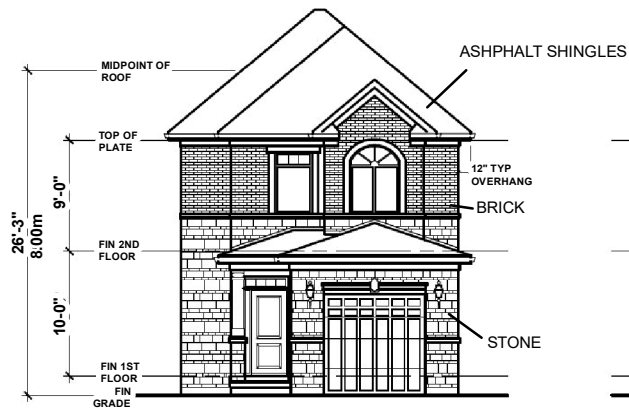 ASHPHALT SHINGLES
MIDPOINT OF
ROOF
TOP OF
PLATE
12" TYP
OVERHANG
9'-0"
BRICK
26'-3"
8.00m
FIN 2ND
FLOOR
10-0"
STONE
FIN 1ST
FLOOR
FIN
GRADE